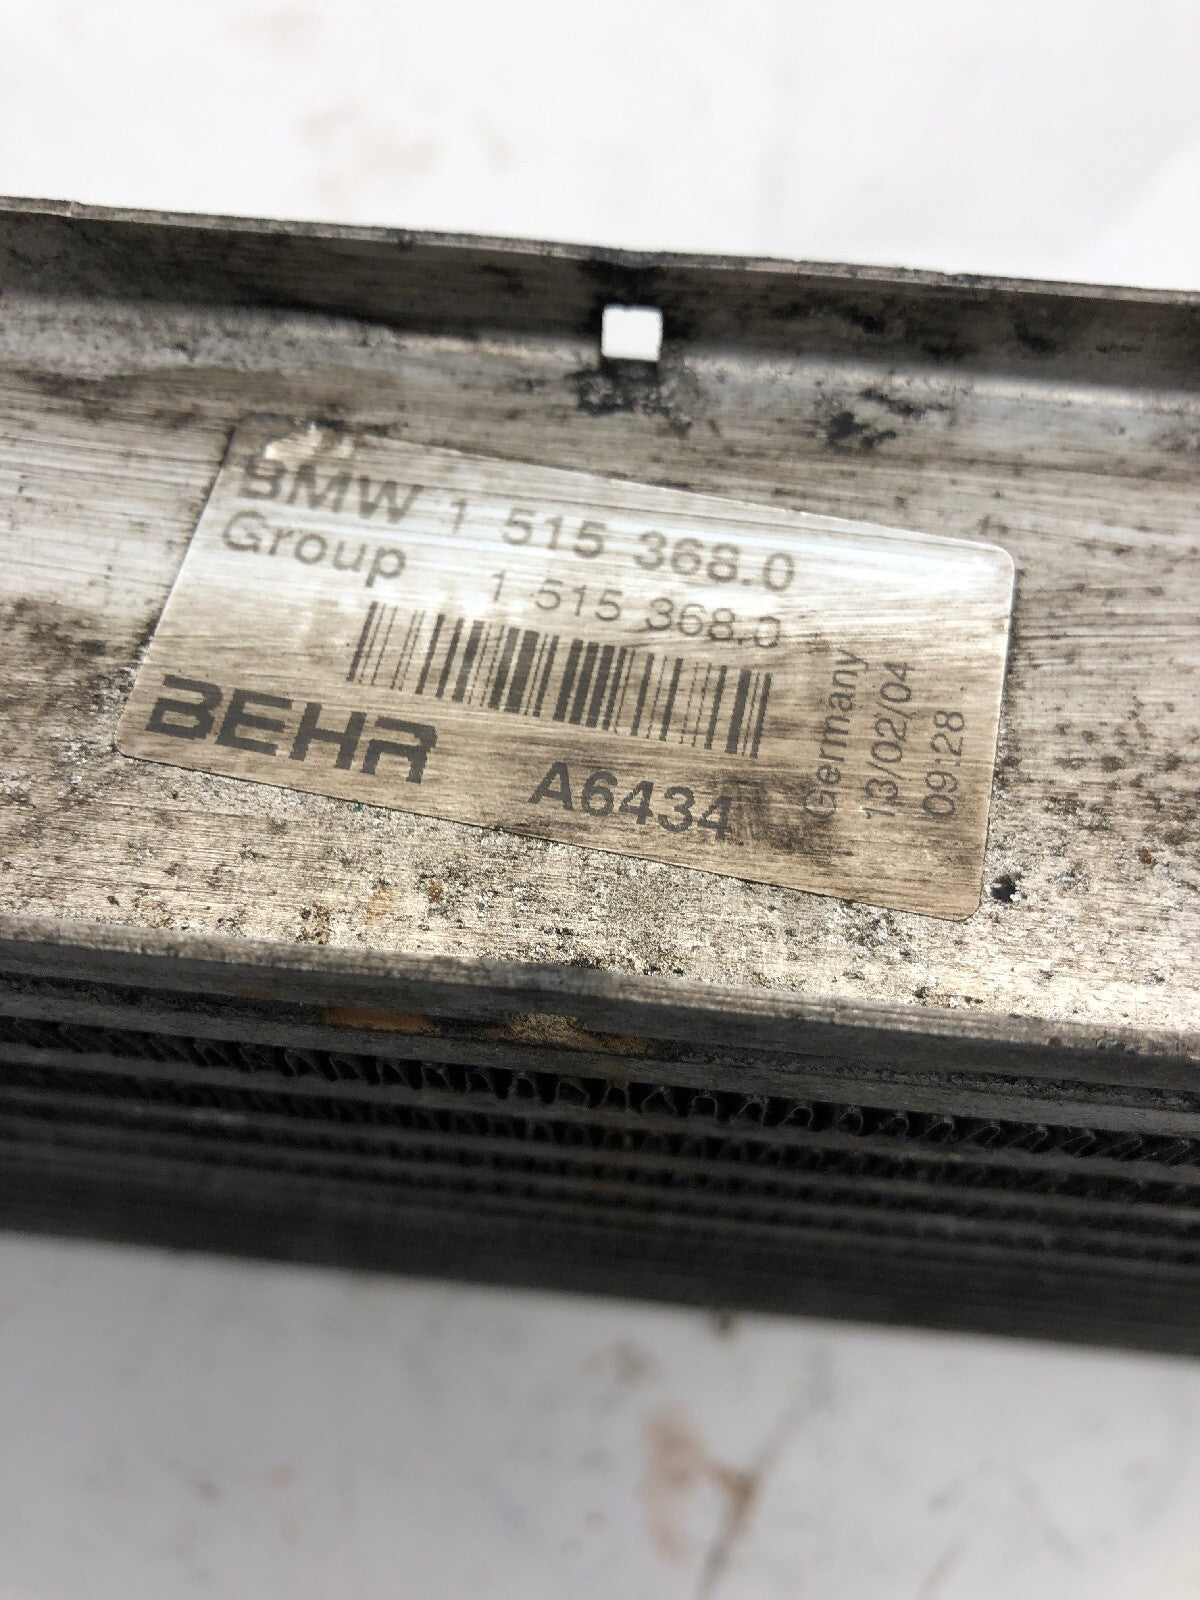 BMW 1 515 368.0
Group
1 515 368.0
BEHR
A6434
Germany
13/02/04
09:28